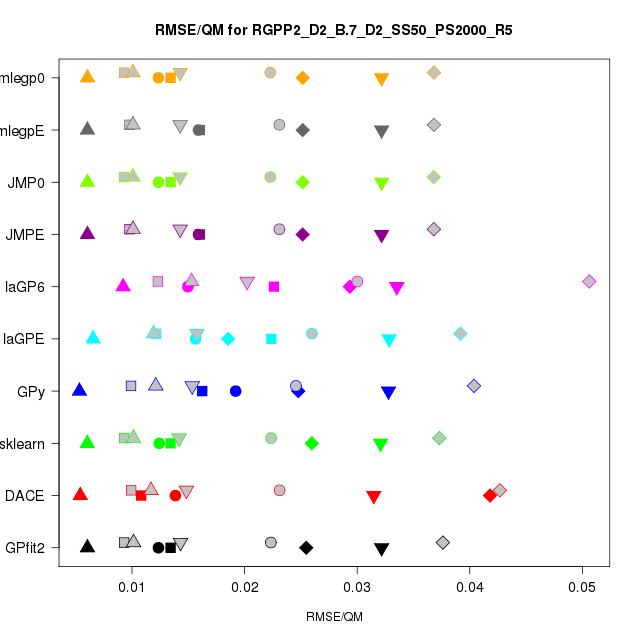 RMSE/QM for RGPP2_D2_B.7_D2_SS50_PS2000_R5
mlegp0
mlegpE
JMP0
JMPE
laGP6
laGPE
GPy
sklearn
DACE
GPfit2
0.01 0.02 0.03 0.04 0.05
RMSE/QM